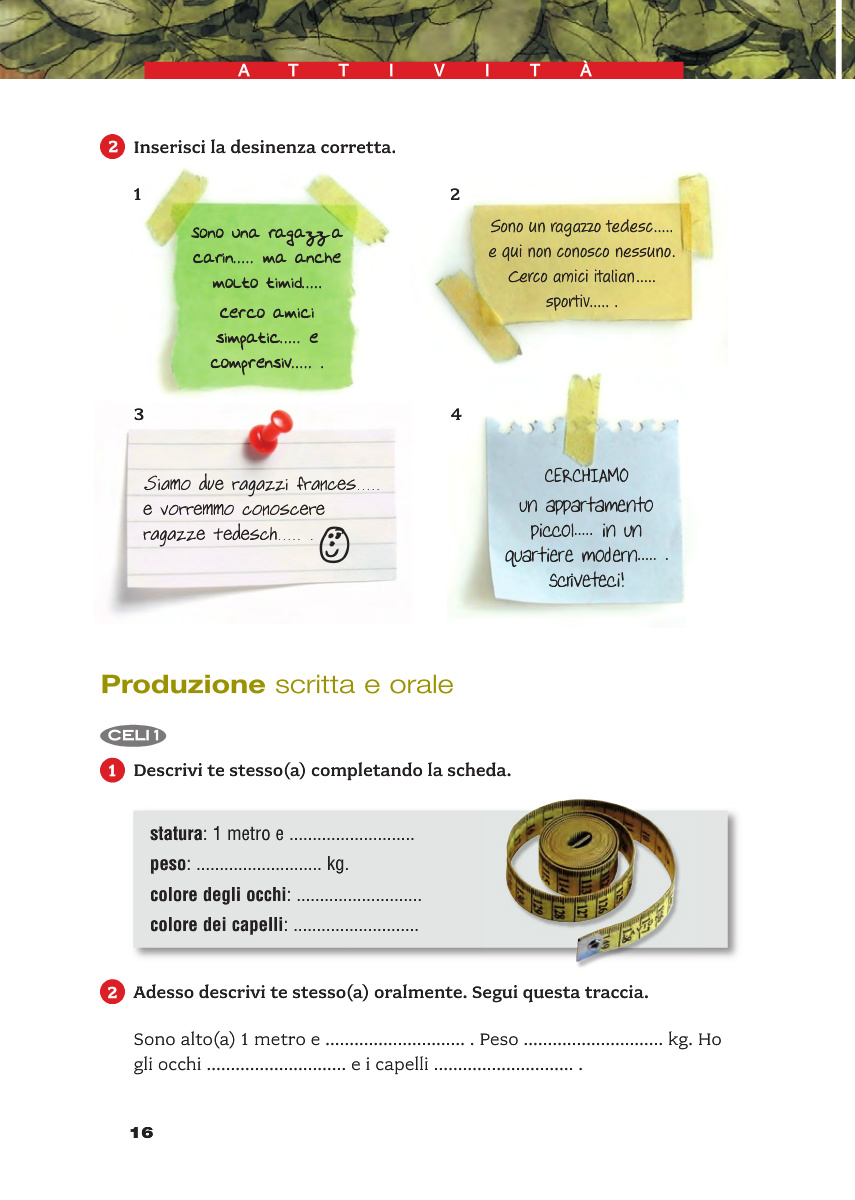 ATTIVITÀ
2 Inserisci la desinenza corretta.
1
Sono una ragazza
carin..... ma anche
molto timid.....
cerco amici
simpatic..... e
comprensiv..... .
2
Sono un ragazzo tedesc.....
e qui non conosco nessuno.
Cerco amici italian.....
sportiv..... .
3
Siamo due ragazzi frances.....
e vorremmo conoscere
ragazze tedesch..... .
4
CERCHIAMO
un appartamento
piccol..... in un
quartiere modern..... .
scriveteci!
Produzione scritta e orale
CELI 1
1 Descrivi te stesso(a) completando la scheda.
statura: 1 metro e ...........................
peso: ........................... kg.
colore degli occhi: ...........................
colore dei capelli: ...........................
2 Adesso descrivi te stesso(a) oralmente. Segui questa traccia.
Sono alto(a) 1 metro e ............................. . Peso ............................. kg. Ho
gli occhi ............................. e i capelli ............................. .
16